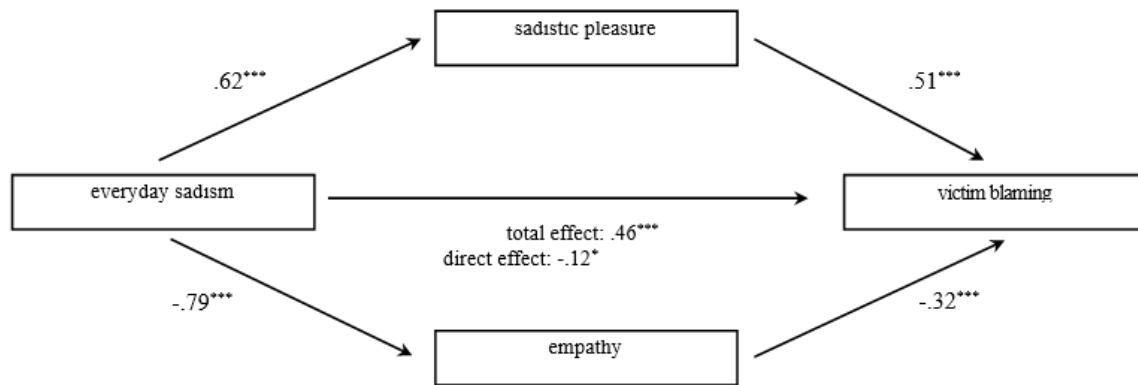 sadistic pleasure
.62***
.51***
everyday sadism
victim blaming
total effect: .46***
direct effect: -.12*
-.79***
-.32***
empathy